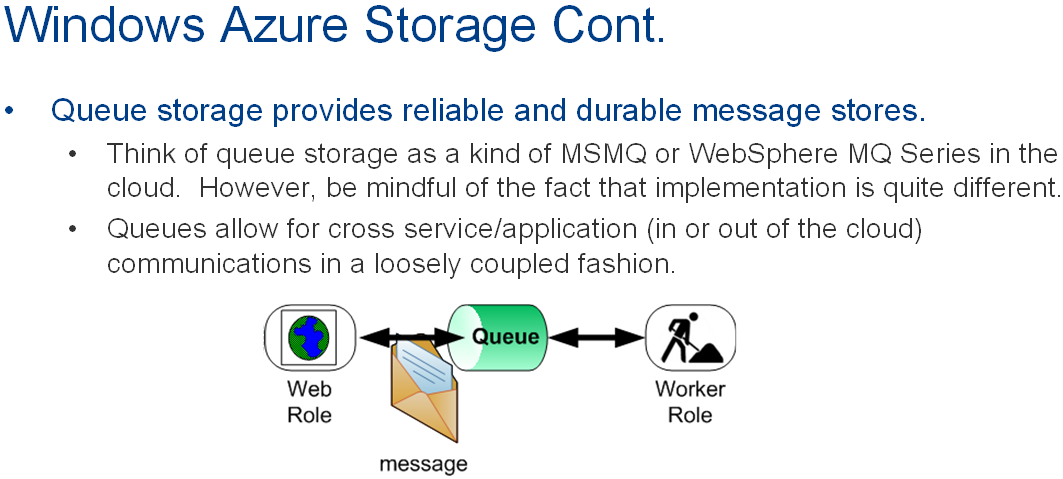 Windows Azure Storage Cont.
• Queue storage provides reliable and durable message stores.
• Think of queue storage as a kind of MSMQ or WebSphere MQ Series in the
cloud.  However, be mindful of the fact that implementation is quite different.
• Queues allow for cross service/application (in or out of the cloud)
communications in a loosely coupled fashion.
Queue
Web
Role
Worker
Role
message